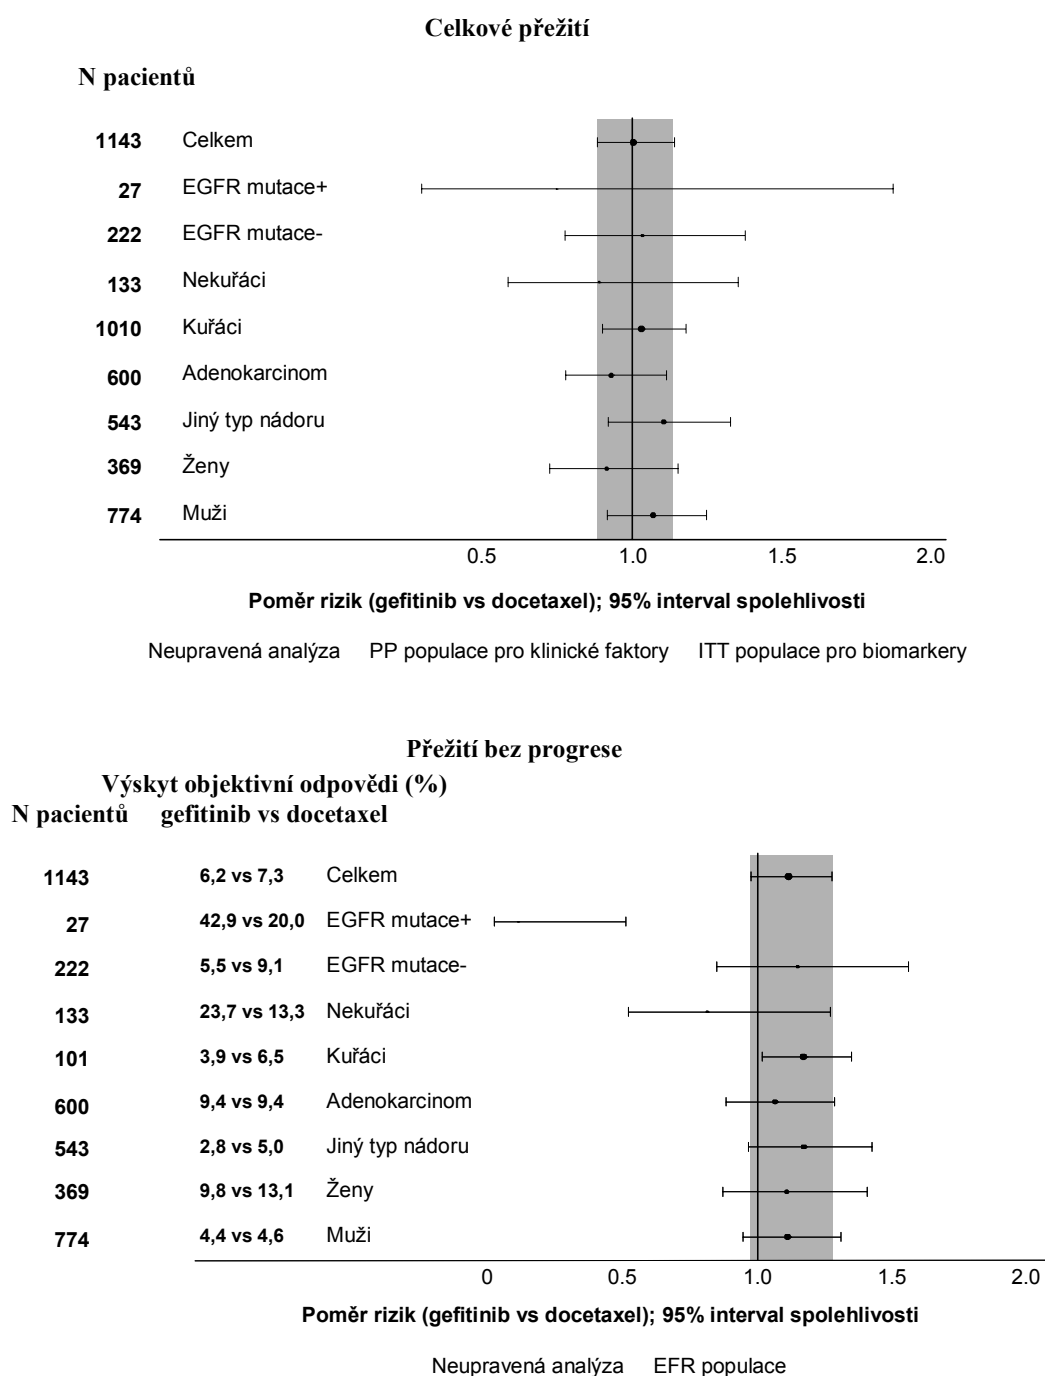 Celkové přežití
N pacientů
1143 Celkem
27 EGFR mutace+
222 EGFR mutace-
133 Nekuřáci
1010 Kuřáci
600 Adenokarcinom
543 Jiný typ nádoru
369 Ženy
774 Muži
0.5 1.0 1.5 2.0
Poměr rizik (gefitinib vs docetaxel); 95% interval spolehlivosti
Neupravená analýza PP populace pro klinické faktory ITT populace pro biomarkery
Přežití bez progrese
Výskyt objektivní odpovědi (%)
N pacientů gefitinib vs docetaxel
1143 6,2 vs 7,3 Celkem
27 42,9 vs 20,0 EGFR mutace+
222 5,5 vs 9,1 EGFR mutace-
133 23,7 vs 13,3 Nekuřáci
101 3,9 vs 6,5 Kuřáci
600 9,4 vs 9,4 Adenokarcinom
543 2,8 vs 5,0 Jiný typ nádoru
369 9,8 vs 13,1 Ženy
774 4,4 vs 4,6 Muži
0 0.5 1.0 1.5 2.0
Poměr rizik (gefitinib vs docetaxel); 95% interval spolehlivosti
Neupravená analýza EFR populace